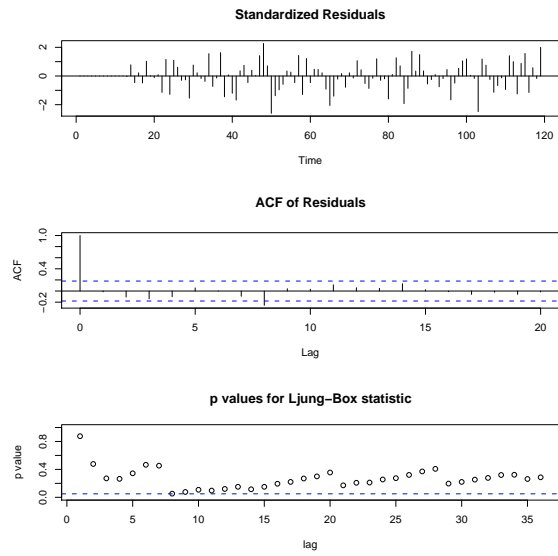 Standardized Residuals
2
0
−2
0 20 40 60 80 100 120
Time
ACF of Residuals
1.0
0.4
−0.2
ACF
0 5 10 15 20
Lag
p values for Ljung−Box statistic
0.8
0.4
0.0
p value
0 5 10 15 20 25 30 35
lag